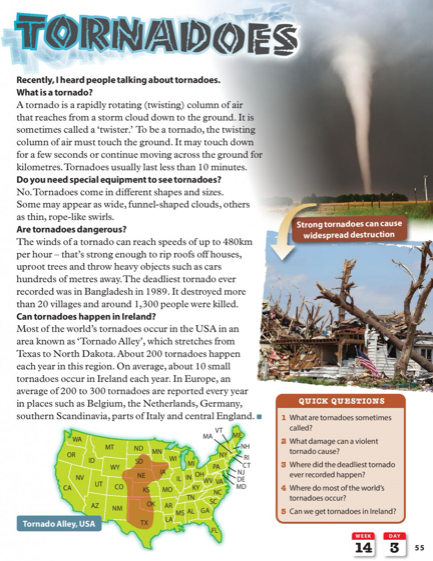 TORNADOES
Recently, I heard people talking about tornadoes.
What is a tornado?
A tornado is a rapidly rotating (twisting) column of air
that reaches from a storm cloud down to the ground. It is
sometimes called a ‘twister.’ To be a tornado, the twisting
column of air must touch the ground. It may touch down
for a few seconds or continue moving across the ground for
kilometres. Tornadoes usually last less than 10 minutes.
Do you need special equipment to see tornadoes?
No. Tornadoes come in different shapes and sizes.
Some may appear as wide, funnel-shaped clouds, others
as thin, rope-like swirls.
Are tornadoes dangerous?
The winds of a tornado can reach speeds of up to 480km
per hour – that’s strong enough to rip roofs off houses,
uproot trees and throw heavy objects such as cars
hundreds of metres away. The deadliest tornado ever
recorded was in Bangladesh in 1989. It destroyed more
than 20 villages and around 1,300 people were killed.
Can tornadoes happen in Ireland?
Most of the world’s tornadoes occur in the USA in an
area known as ‘Tornado Alley’, which stretches from
Texas to North Dakota. About 200 tornadoes happen
each year in this region. On average, about 10 small
tornadoes occur in Ireland each year. In Europe, an
average of 200 to 300 tornadoes are reported every year
in places such as Belgium, the Netherlands, Germany,
southern Scandinavia, parts of Italy and central England.
Strong tornadoes can cause
widespread destruction
QUICK QUESTIONS
1 What are tornadoes sometimes
called?
2 What damage can a violent
tornado cause?
3 Where did the deadliest tornado
ever recorded happen?
4 Where do most of the world’s
tornadoes occur?
5 Can we get tornadoes in Ireland?
WA
OR
ID
MT
ND
MN
WY
SD
NV
UT
CO
NE
CA
AZ
NM
KS
OK
TX
IA
MO
AR
LA
WI
IL
IN
MI
OH
KY
TN
MS
AL
GA
FL
SC
NC
WV
VA
PA
NY
VT
MA
ME
NH
RI
CT
NJ
DE
MD
Tornado Alley, USA
WEEK
14
DAY
3
55